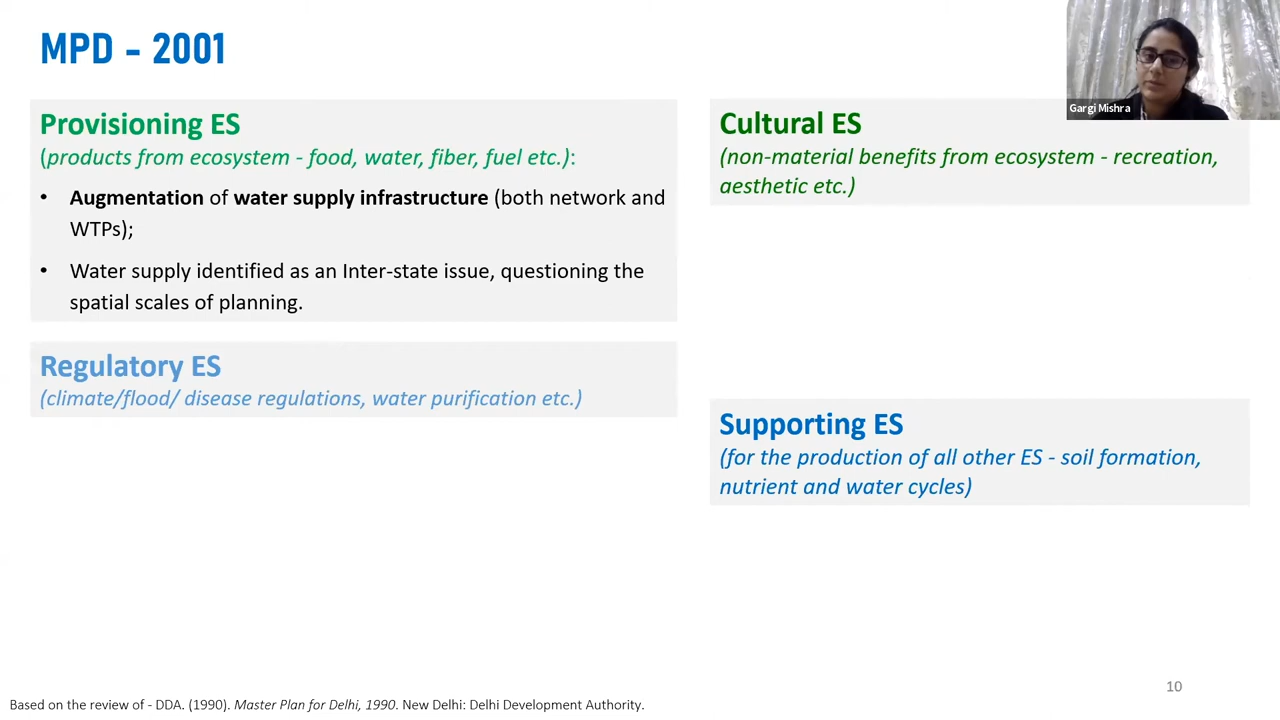 MPD - 2001
Gargi Mishra
Provisioning ES
(products from ecosystem - food, water, fiber, fuel etc.):
• Augmentation of water supply infrastructure (both network and
WTPs);
• Water supply identified as an Inter-state issue, questioning the
spatial scales of planning.
Regulatory ES
(climate/flood/ disease regulations, water purification etc.)
Cultural ES
(non-material benefits from ecosystem - recreation,
aesthetic etc.)
Supporting ES
(for the production of all other ES - soil formation,
nutrient and water cycles)
10
Based on the review of - DDA. (1990). Master Plan for Delhi, 1990. New Delhi: Delhi Development Authority.